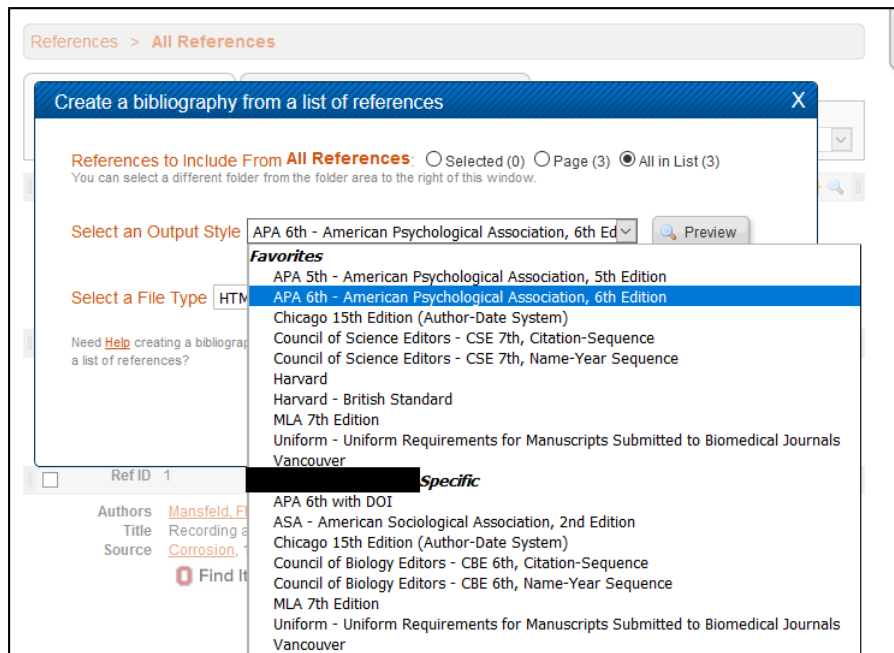 References > All References
Create a bibliography from a list of references X
References to Include From All References: Selected (0) Page (3) All in List (3)
You can select a different folder from the folder area to the right of this window.
Select an Output Style APA 6th - American Psychological Association, 6th Ed Preview
Favorites
APA 5th - American Psychological Association, 5th Edition
APA 6th - American Psychological Association, 6th Edition
Select a File Type HTM
Chicago 15th Edition (Author-Date System)
Council of Science Editors - CSE 7th, Citation-Sequence
Need Help creating a bibliograp
Council of Science Editors - CSE 7th, Name-Year Sequence
a list of references?
Harvard
Harvard - British Standard
MLA 7th Edition
Uniform - Uniform Requirements for Manuscripts Submitted to Biomedical Journals
Vancouver
Ref ID 1
Specific
APA 6th with DOI
Authors Mansfeld, Fl
ASA - American Sociological Association, 2nd Edition
Title Recording a
Chicago 15th Edition (Author-Date System)
Source Corrosion, 1
Council of Biology Editors - CBE 6th, Citation-Sequence
Find It
Council of Biology Editors - CBE 6th, Name-Year Sequence
MLA 7th Edition
Uniform - Uniform Requirements for Manuscripts Submitted to Biomedical Journals
Vancouver